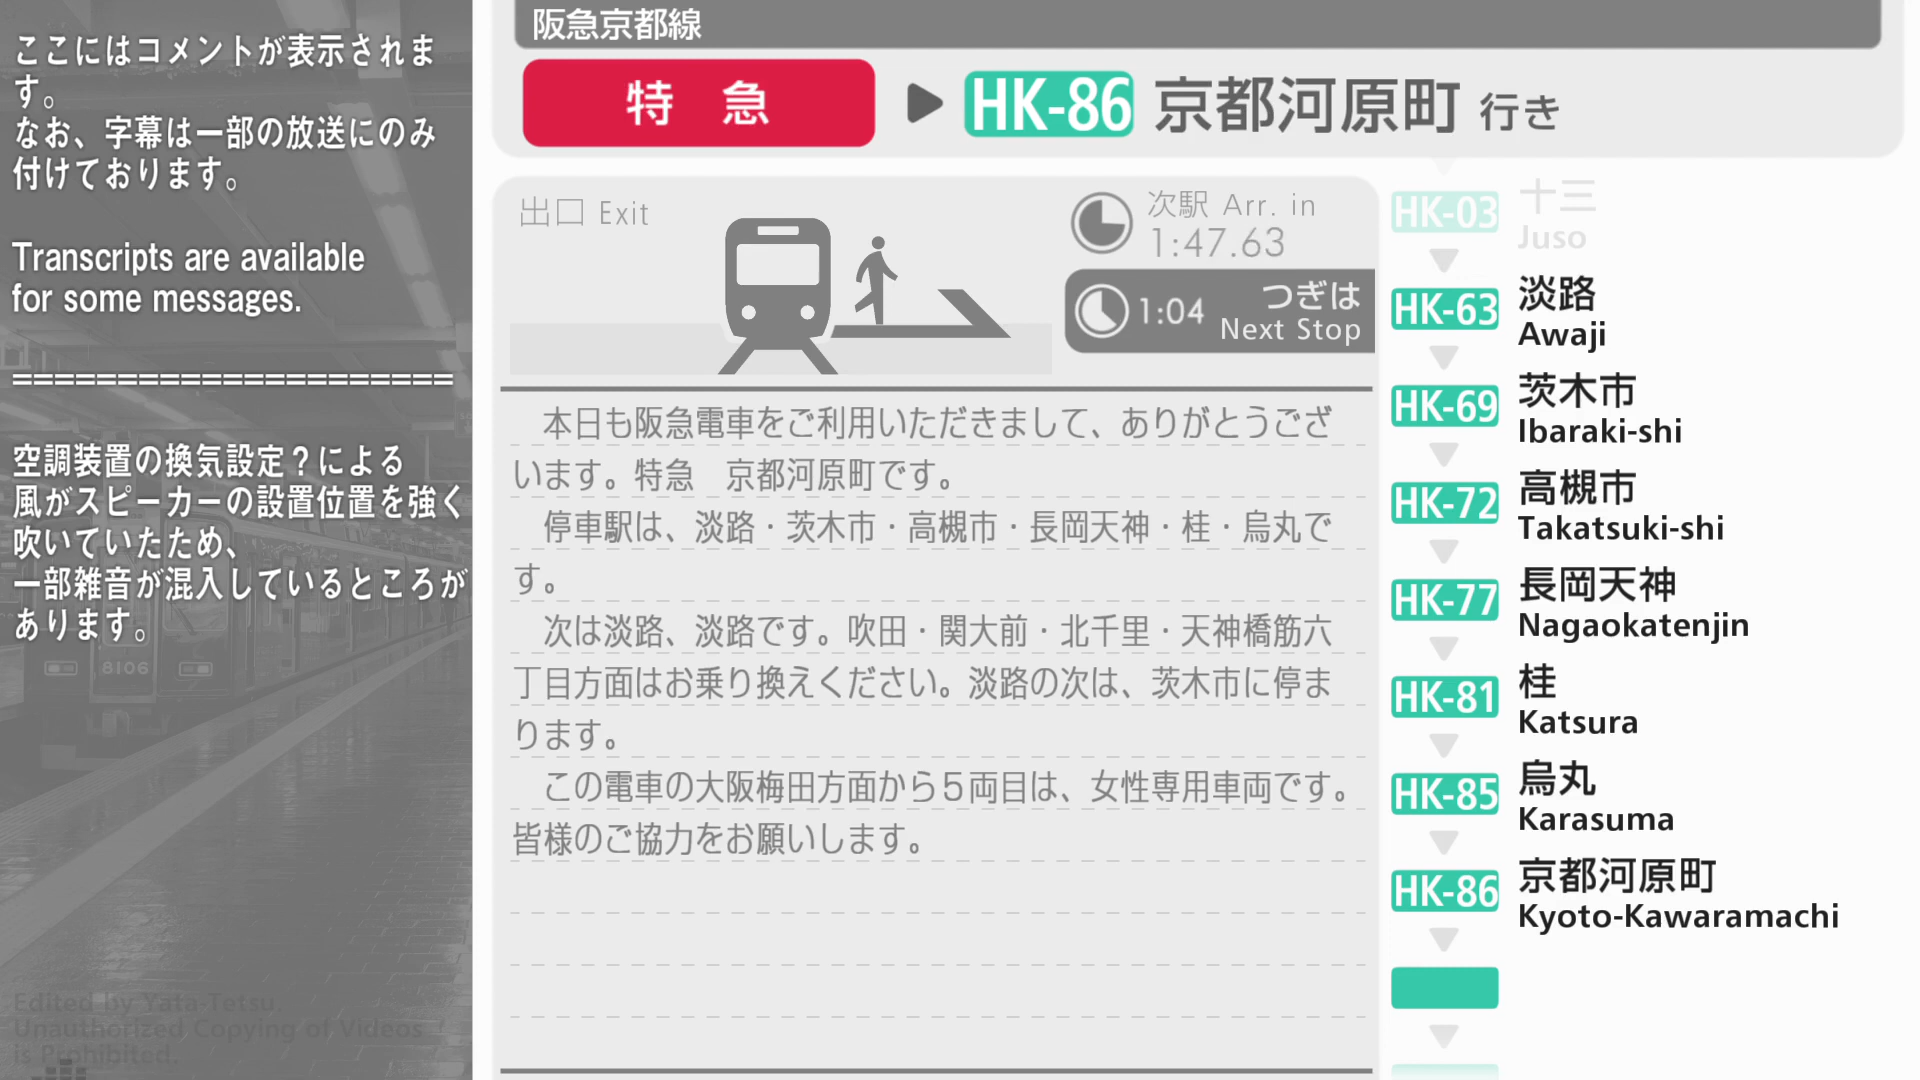 ここにはコメントが表示されま
す。
なお、字幕は一部の放送にのみ
付けております。
Transcripts are available
for some messages.
=====================
空調装置の換気設定？による
風がスピーカーの設置位置を強く
吹いていたため、
一部雑音が混入しているところが
あります。
8106
Edited by Yata-Tetsu.
Unauthorized Copying of Videos
is Prohibited.
阪急京都線
特 急
HK-86 京都河原町 行き
出口 Exit
次駅 Arr. in
1:47.63
1:04 つぎは
Next Stop
本日も阪急電車をご利用いただきまして、ありがとうござ
います。特急　京都河原町です。
停車駅は、淡路・茨木市・高槻市・長岡天神・桂・烏丸で
す。
次は淡路、淡路です。吹田・関大前・北千里・天神橋筋六
丁目方面はお乗り換えください。淡路の次は、茨木市に停ま
ります。
この電車の大阪梅田方面から５両目は、女性専用車両です。
皆様のご協力をお願いします。
HK-03 十三
Juso
HK-63 淡路
Awaji
HK-69 茨木市
Ibaraki-shi
HK-72 高槻市
Takatsuki-shi
HK-77 長岡天神
Nagaokatenjin
HK-81 桂
Katsura
HK-85 烏丸
Karasuma
HK-86 京都河原町
Kyoto-Kawaramachi